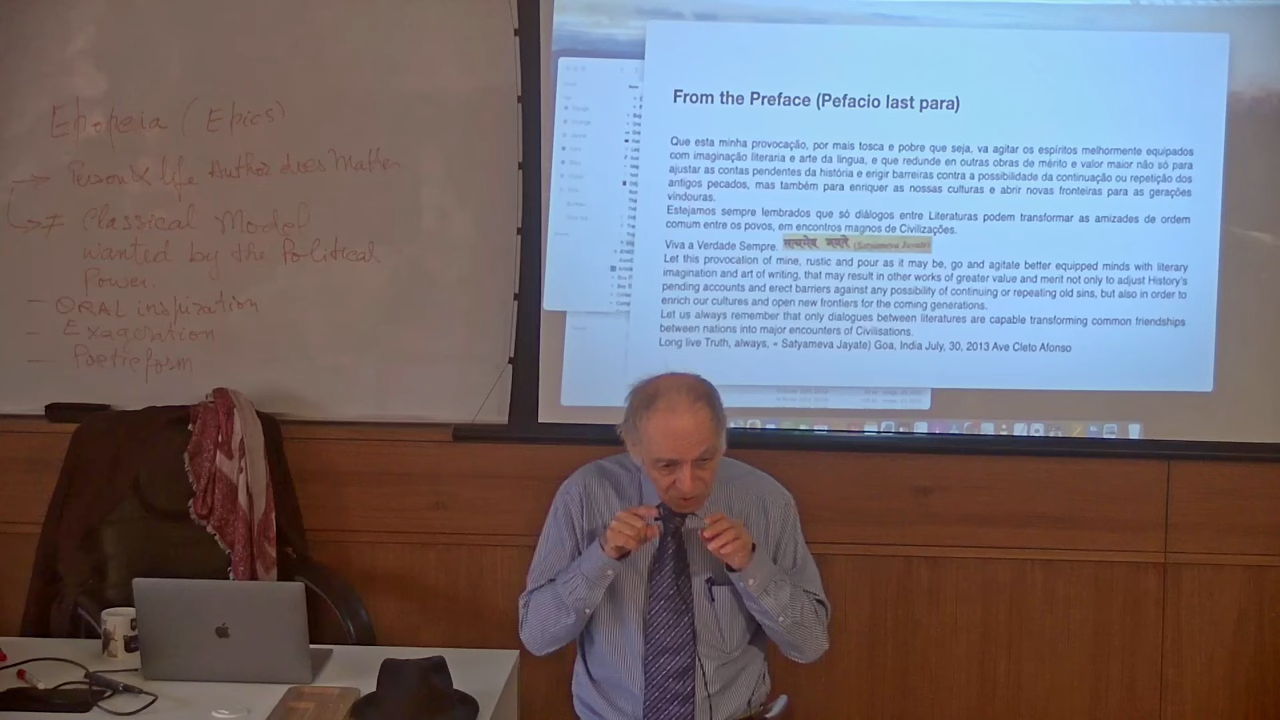 Epopeia (Epics)
→ Person X life Author does Matter
→ ≠ Classical Model
wanted by the Political
Power.
— ORAL inspiration
— Exageration
— Poetic form
From the Preface (Pefacio last para)
Que esta minha provocação, por mais tosca e pobre que seja, va agitar os espíritos melhormente equipados
com imaginação literaria e arte da lingua, e que redunde en outras obras de mérito e valor maior não só para
ajustar as contas pendentes da história e erigir barreiras contra a possibilidade da continuação ou repetição dos
antigos pecados, mas também para enriquer as nossas culturas e abrir novas fronteiras para as gerações
vindouras.
Estejamos sempre lembrados que só diálogos entre Literaturas podem transformar as amizades de ordem
comum entre os povos, em encontros magnos de Civilizações.
Viva a Verdade Sempre. सत्यमेव जयते (Satyameva Jayate)
Let this provocation of mine, rustic and pour as it may be, go and agitate better equipped minds with literary
imagination and art of writing, that may result in other works of greater value and merit not only to adjust History's
pending accounts and erect barriers against any possibility of continuing or repeating old sins, but also in order to
enrich our cultures and open new frontiers for the coming generations.
Let us always remember that only dialogues between literatures are capable transforming common friendships
between nations into major encounters of Civilisations.
Long live Truth, always, = Satyameva Jayate) Goa, India July, 30, 2013 Ave Cleto Afonso